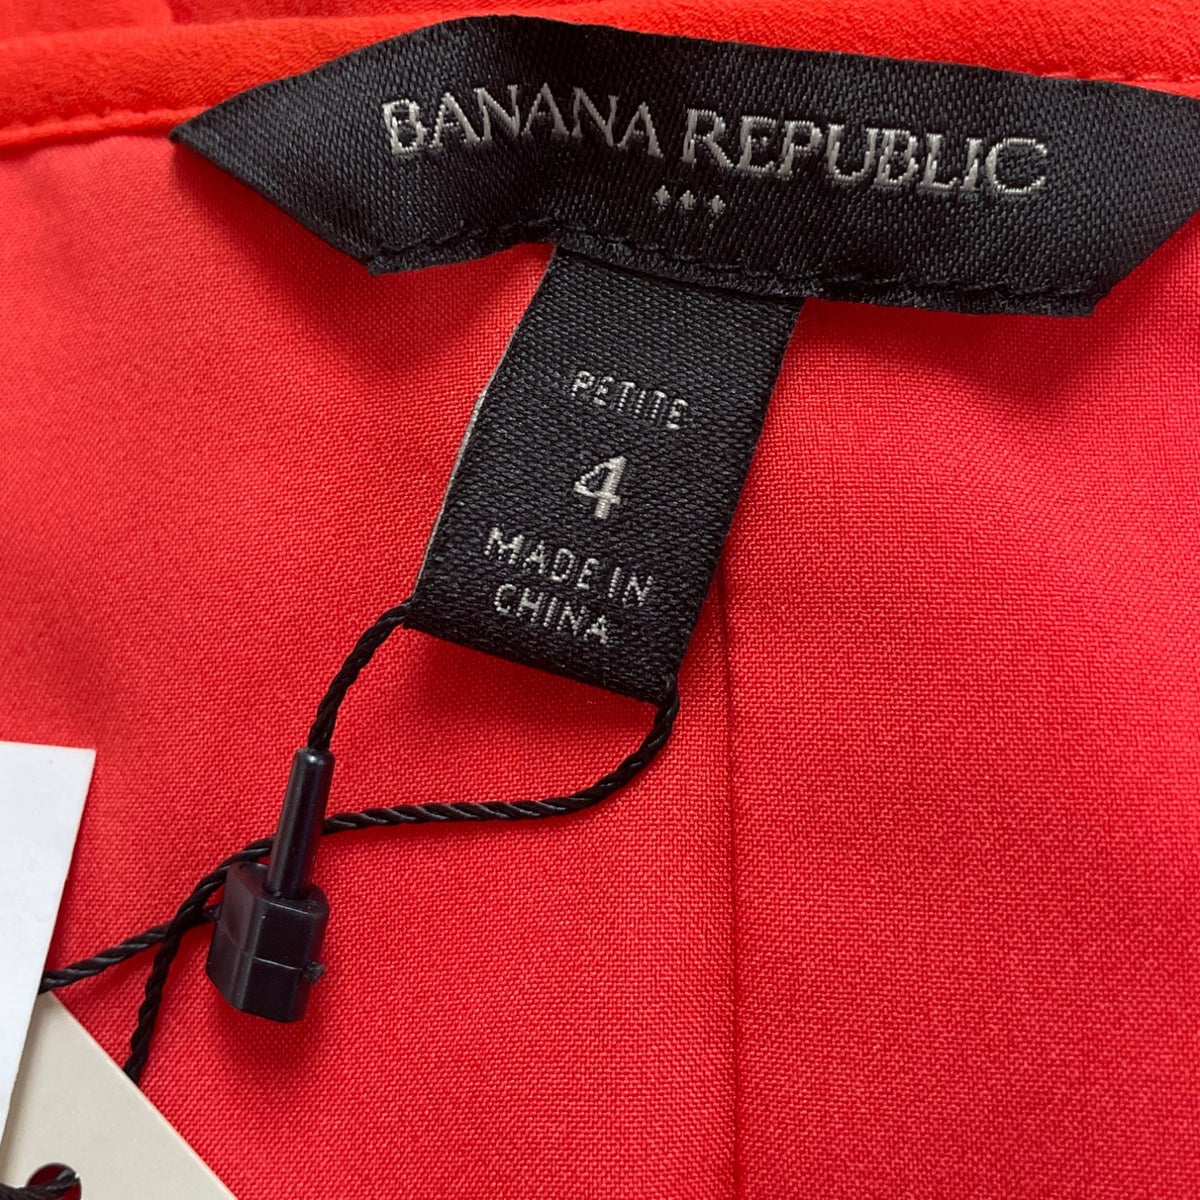 BANANA REPUBLIC
PETITE
4
MADE IN
CHINA